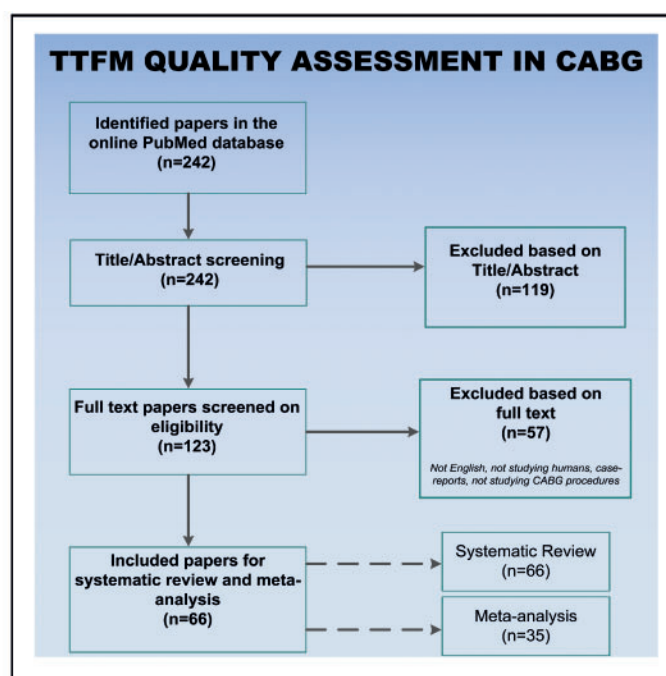 TTFM QUALITY ASSESSMENT IN CABG
Identified papers in the
online PubMed database
(n=242)
Title/Abstract screening
(n=242)
Excluded based on
Title/Abstract
(n=119)
Full text papers screened on
eligibility
(n=123)
Excluded based on
full text
(n=57)
Not English, not studying humans, case-
reports, not studying CABG procedures
Included papers for
systematic review and meta-
analysis
(n=66)
Systematic Review
(n=66)
Meta-analysis
(n=35)